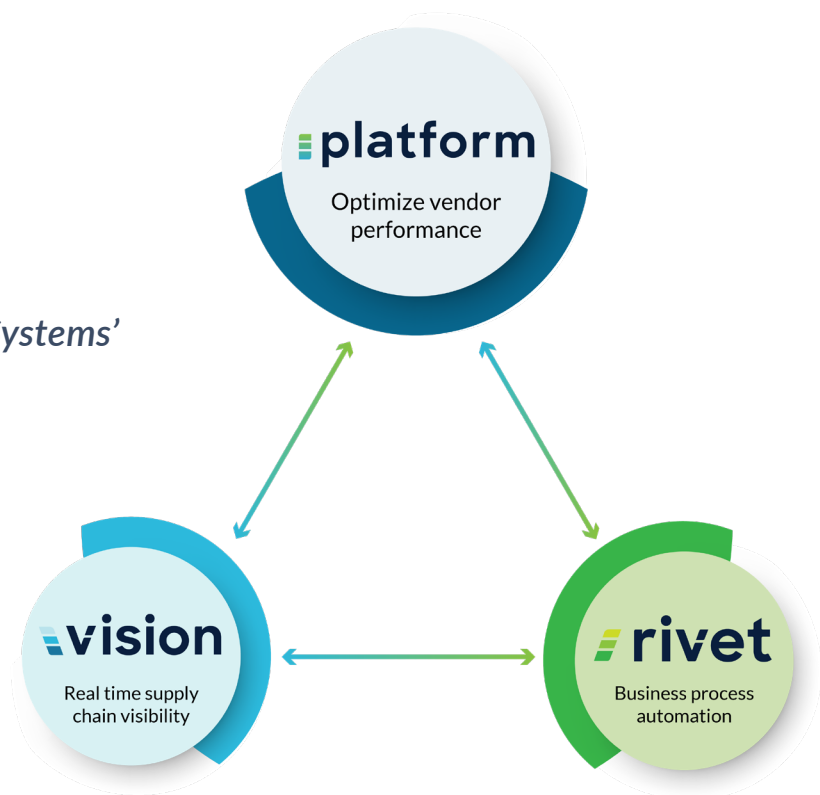 platform
Optimize vendor
performance
ystems’
vision
Real time supply
chain visibility
rivet
Business process
automation